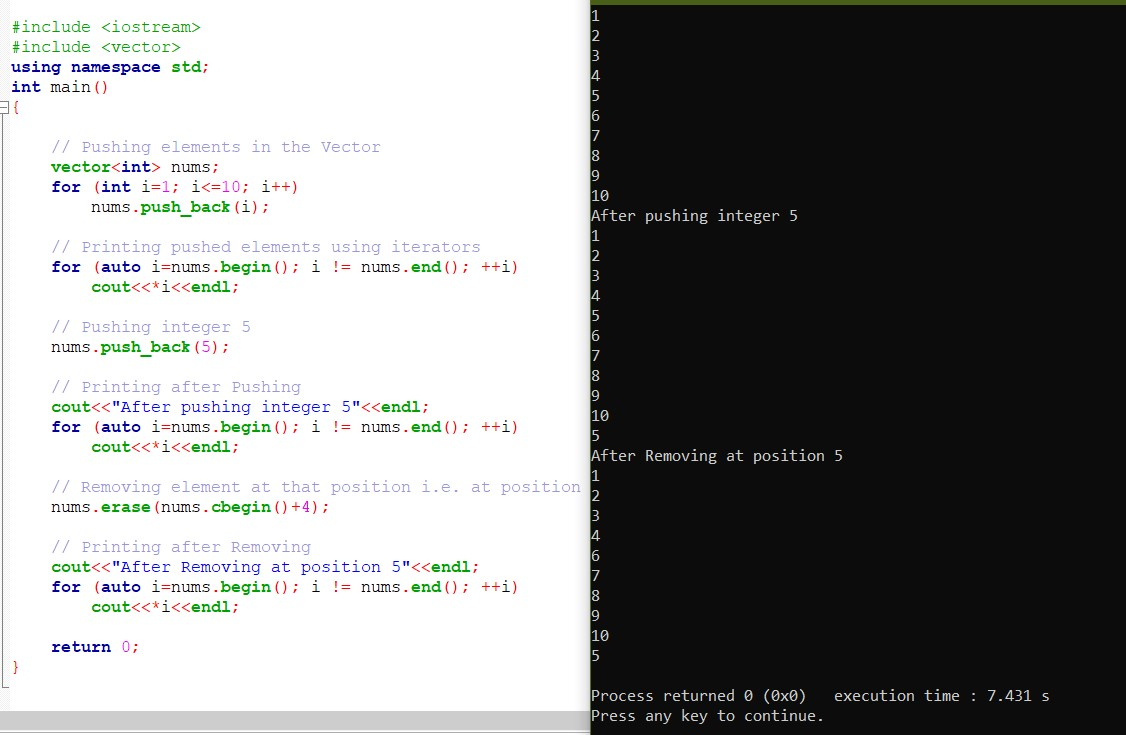 #include <iostream>
#include <vector>
using namespace std;
int main()
{
// Pushing elements in the Vector
vector<int> nums;
for (int i=1; i<=10; i++)
nums.push_back(i);
// Printing pushed elements using iterators
for (auto i=nums.begin(); i != nums.end(); ++i)
cout<<*i<<endl;
// Pushing integer 5
nums.push_back(5);
// Printing after Pushing
cout<<"After pushing integer 5"<<endl;
for (auto i=nums.begin(); i != nums.end(); ++i)
cout<<*i<<endl;
// Removing element at that position i.e. at position
nums.erase(nums.cbegin()+4);
// Printing after Removing
cout<<"After Removing at position 5"<<endl;
for (auto i=nums.begin(); i != nums.end(); ++i)
cout<<*i<<endl;
return 0;
}
1
2
3
4
5
6
7
8
9
10
After pushing integer 5
1
2
3
4
5
6
7
8
9
10
5
After Removing at position 5
1
2
3
4
6
7
8
9
10
5
Process returned 0 (0x0)   execution time : 7.431 s
Press any key to continue.